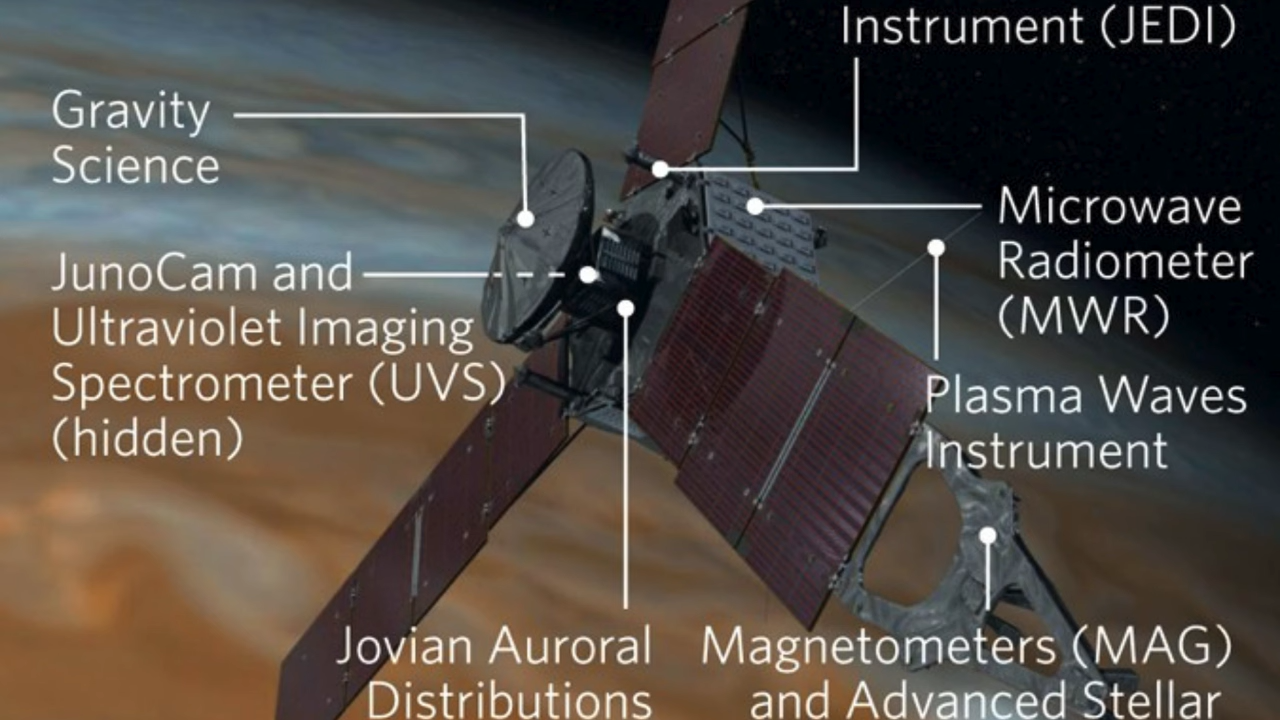 Instrument (JEDI)
Gravity
Science
Microwave
Radiometer
(MWR)
JunoCam and
Ultraviolet Imaging
Spectrometer (UVS)
(hidden)
Plasma Waves
Instrument
Jovian Auroral
Distributions
Magnetometers (MAG)
and Advanced Stellar